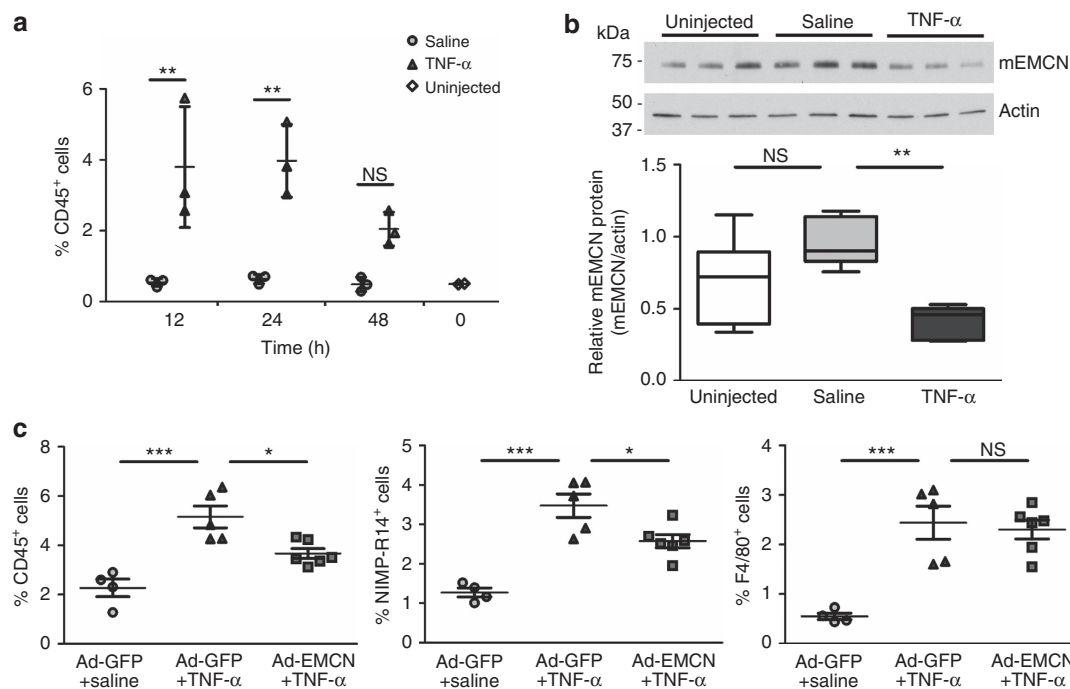 a
Saline
TNF-α
Uninjected
**
**
NS
6
4
2
0
% CD45+ cells
12 24 48 0
Time (h)
b
kDa
Uninjected Saline TNF-α
75 -
mEMCN
50 -
37 -
Actin
NS
**
1.5
1.0
0.5
0.0
Relative mEMCN protein
(mEMCN/actin)
Uninjected Saline TNF-α
c
***
*
8
6
4
2
0
% CD45+ cells
Ad-GFP Ad-GFP Ad-EMCN
+saline +TNF-α +TNF-α
***
*
5
4
3
2
1
0
% NIMP-R14+ cells
Ad-GFP Ad-GFP Ad-EMCN
+saline +TNF-α +TNF-α
***
NS
4
3
2
1
0
% F4/80+ cells
Ad-GFP Ad-GFP Ad-EMCN
+saline +TNF-α +TNF-α